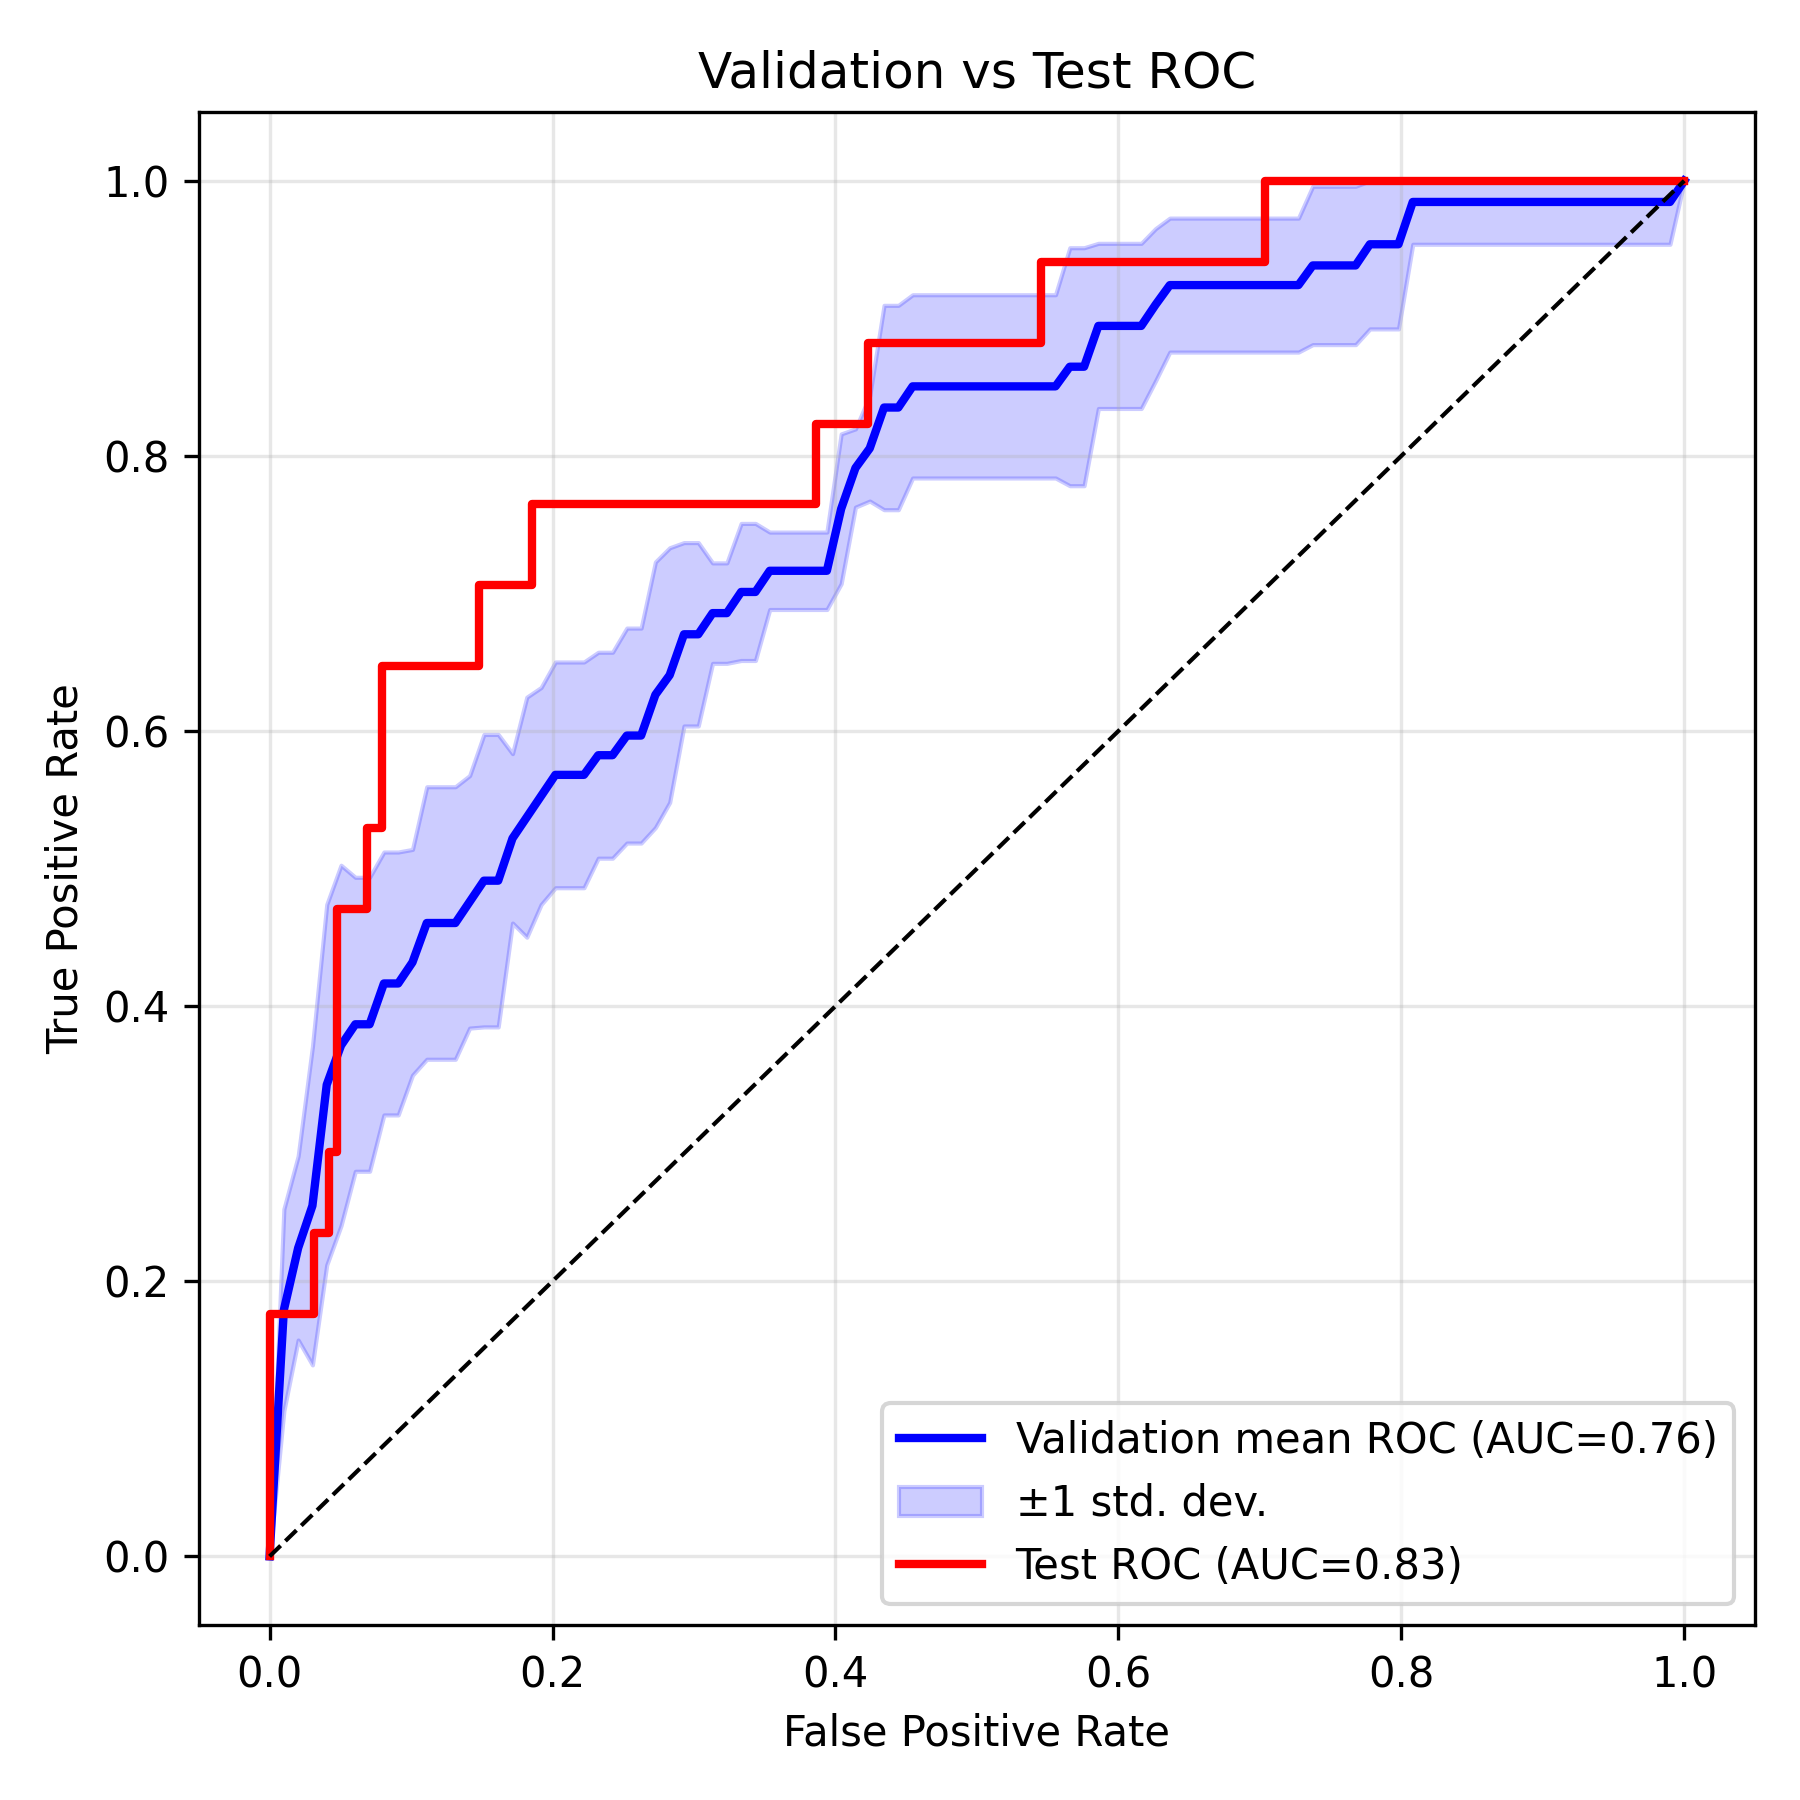 Validation vs Test ROC
True Positive Rate
1.0
0.8
0.6
0.4
0.2
0.0
0.0 0.2 0.4 0.6 0.8 1.0
False Positive Rate
Validation mean ROC (AUC=0.76)
±1 std. dev.
Test ROC (AUC=0.83)